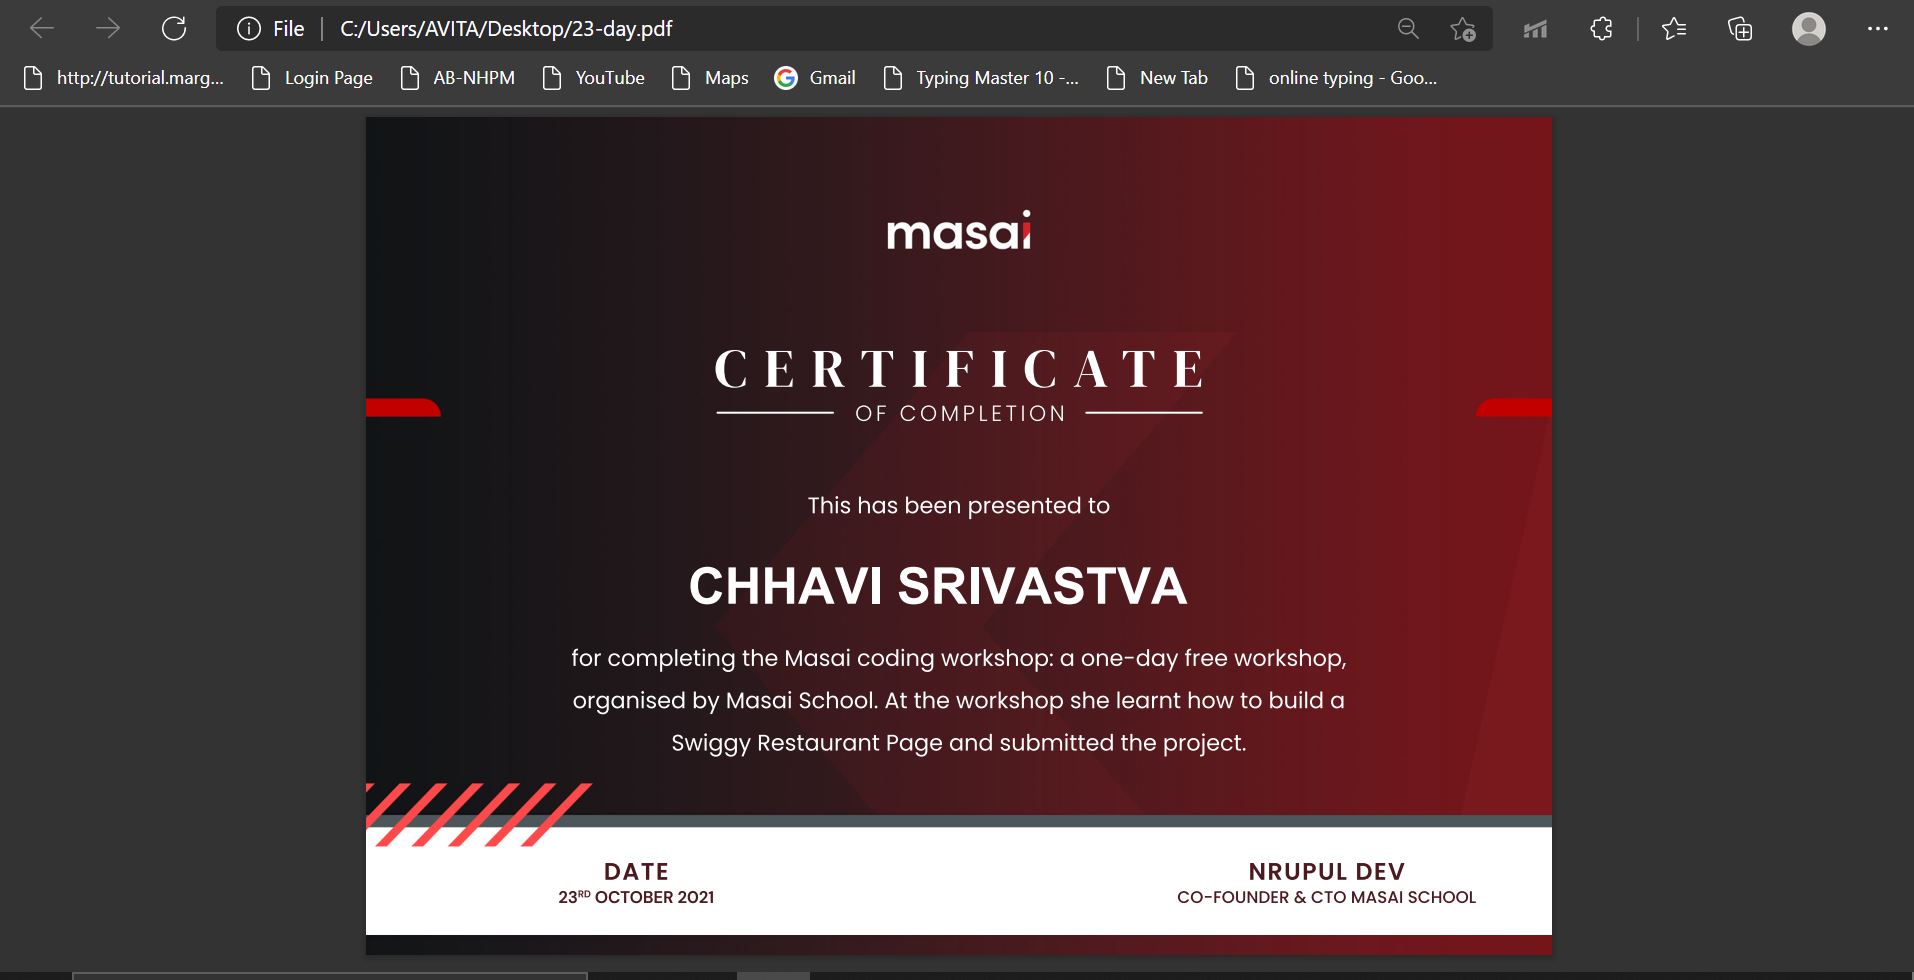 File | C:/Users/AVITA/Desktop/23-day.pdf
http://tutorial.marg... Login Page AB-NHPM YouTube Maps Gmail Typing Master 10 -... New Tab online typing - Goo...
masai
CERTIFICATE
OF COMPLETION
This has been presented to
CHHAVI SRIVASTVA
for completing the Masai coding workshop: a one-day free workshop,
organised by Masai School. At the workshop she learnt how to build a
Swiggy Restaurant Page and submitted the project.
DATE
23RD OCTOBER 2021
NRUPUL DEV
CO-FOUNDER & CTO MASAI SCHOOL